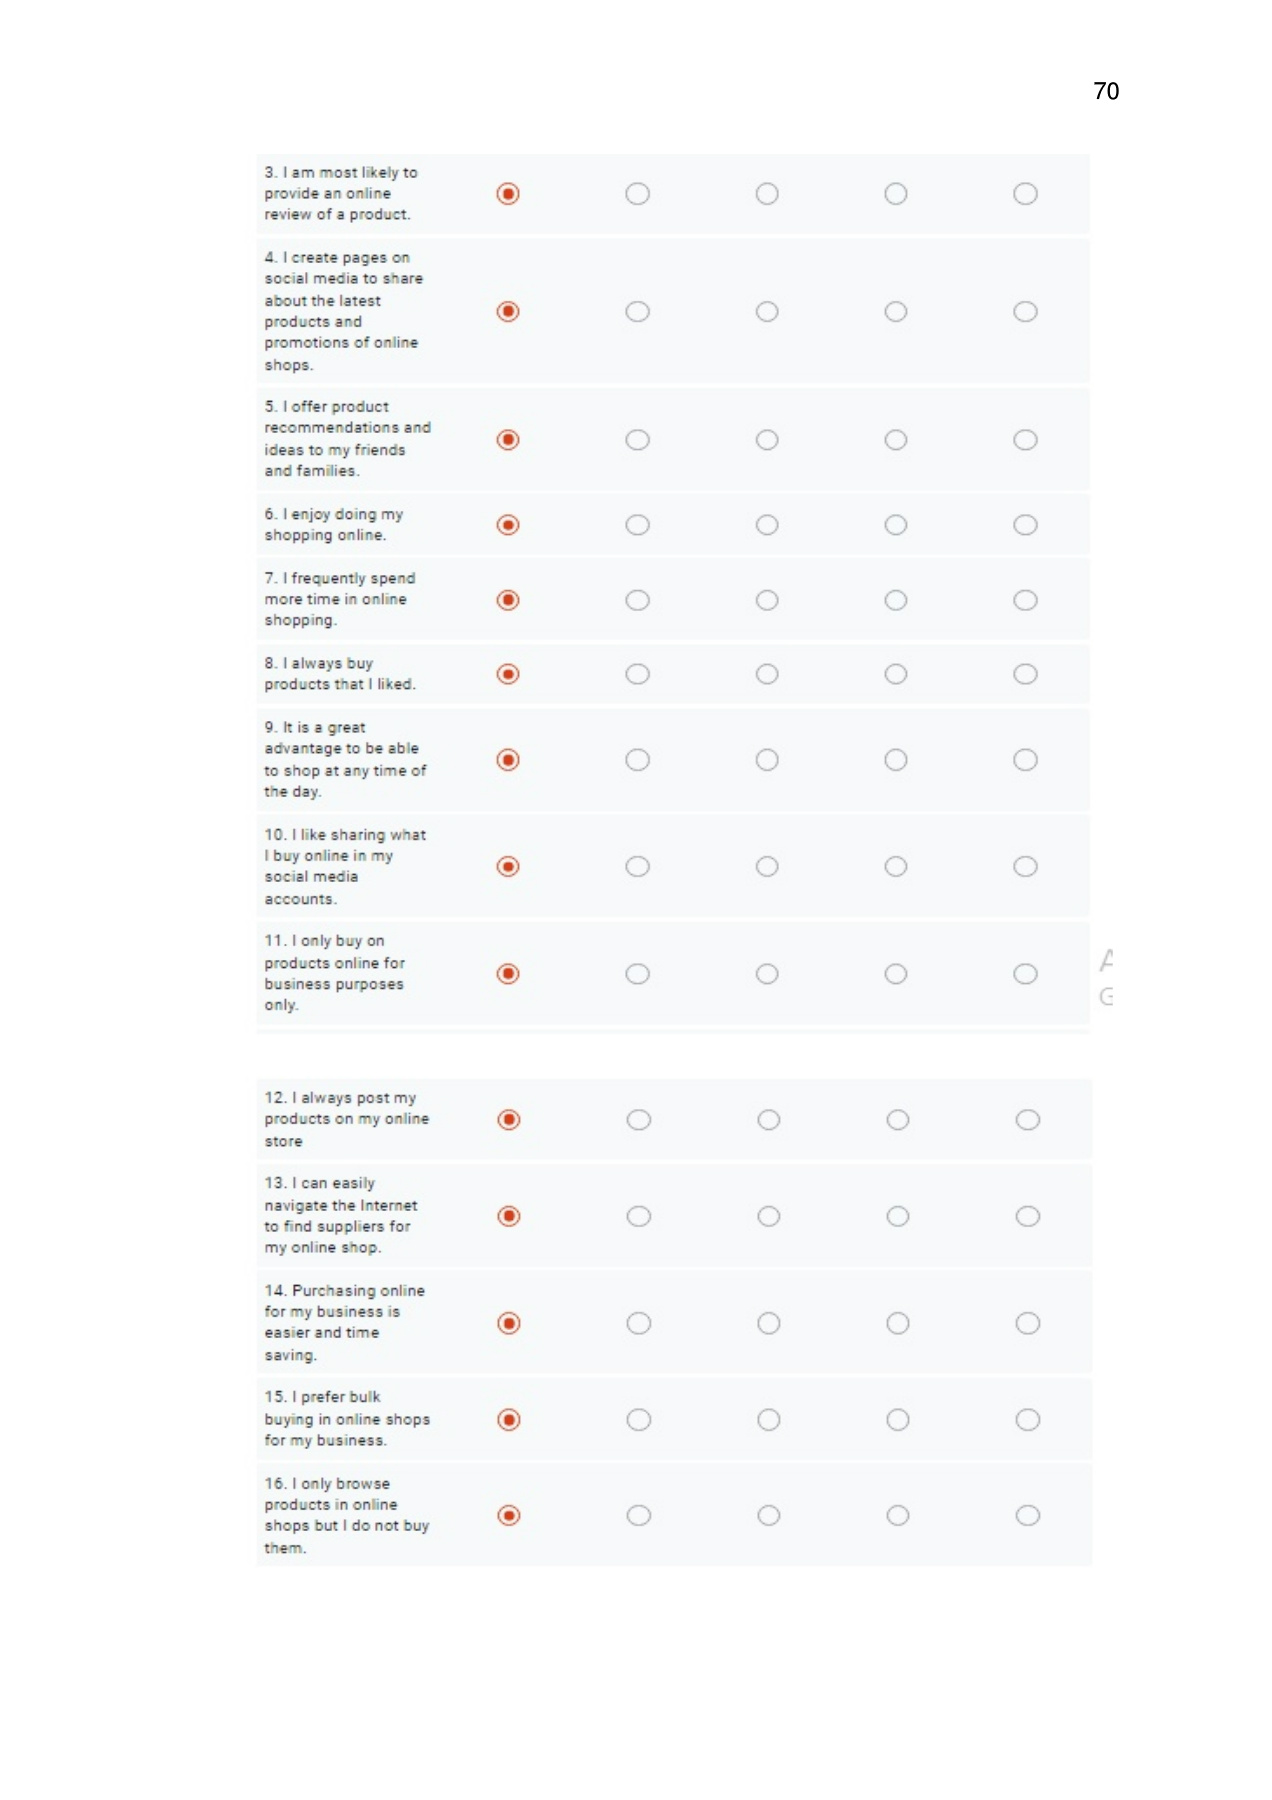 70
3. I am most likely to
provide an online
review of a product.
4. I create pages on
social media to share
about the latest
products and
promotions of online
shops.
5. I offer product
recommendations and
ideas to my friends
and families.
6. I enjoy doing my
shopping online.
7. I frequently spend
more time in online
shopping.
8. I always buy
products that I liked.
9. It is a great
advantage to be able
to shop at any time of
the day.
10. I like sharing what
I buy online in my
social media
accounts.
11. I only buy on
products online for
business purposes
only.
A
G
12. I always post my
products on my online
store
13. I can easily
navigate the Internet
to find suppliers for
my online shop.
14. Purchasing online
for my business is
easier and time
saving.
15. I prefer bulk
buying in online shops
for my business.
16. I only browse
products in online
shops but I do not buy
them.